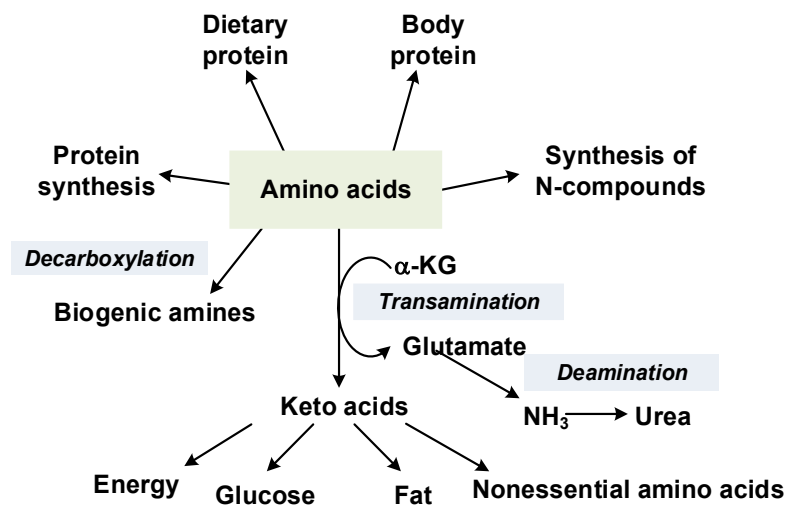 Dietary
protein
Body
protein
Protein
synthesis
Amino acids
Synthesis of
N-compounds
Decarboxylation
α-KG
Biogenic amines
Transamination
Glutamate
Deamination
Keto acids
NH₃
Urea
Energy
Glucose
Fat
Nonessential amino acids